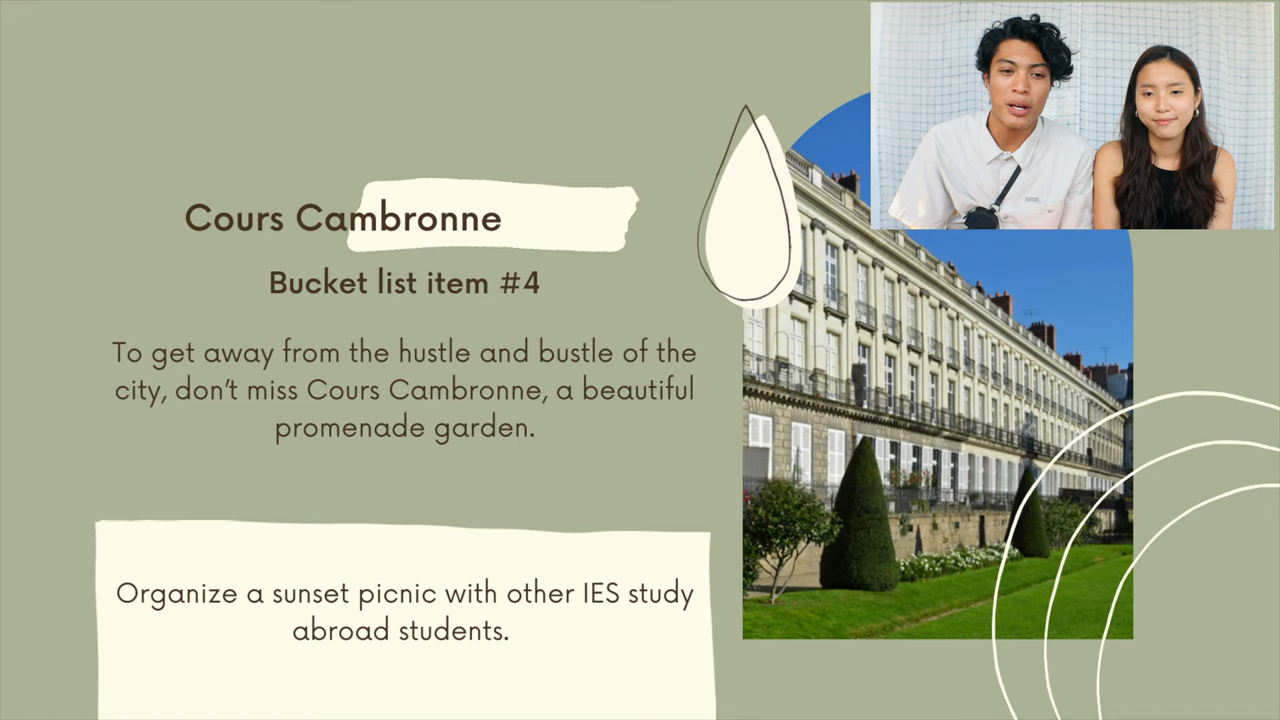 Cours Cambronne
Bucket list item #4
To get away from the hustle and bustle of the
city, don't miss Cours Cambronne, a beautiful
promenade garden.
Organize a sunset picnic with other IES study
abroad students.